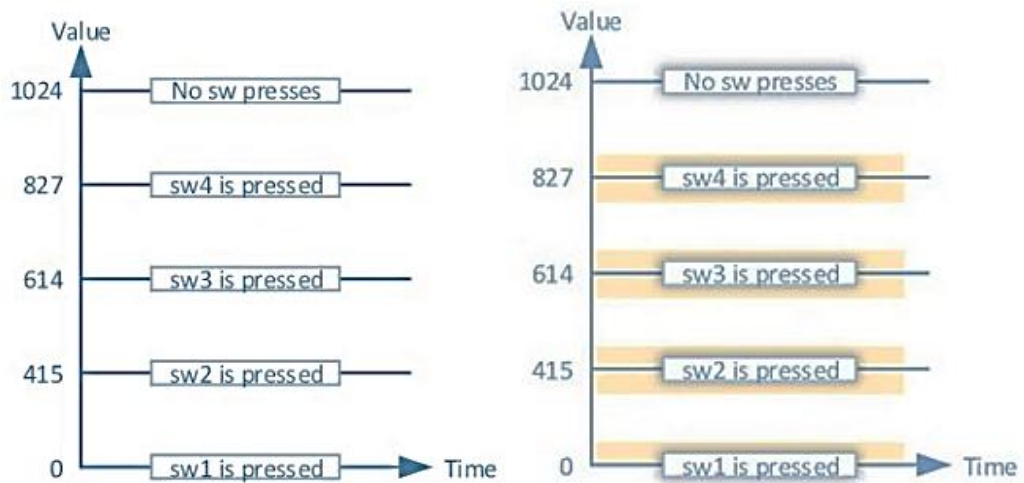 Value
1024
No sw presses
827
sw4 is pressed
614
sw3 is pressed
415
sw2 is pressed
0
sw1 is pressed
Time
Value
1024
No sw presses
827
sw4 is pressed
614
sw3 is pressed
415
sw2 is pressed
0
sw1 is pressed
Time